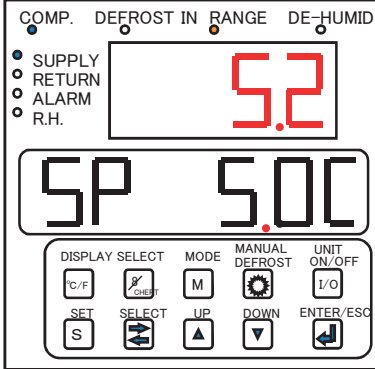 COMP. DEFROST IN RANGE DE-HUMID
SUPPLY
RETURN
ALARM
R.H.
5.2
SP 5.0C
DISPLAY SELECT MODE MANUAL DEFROST UNIT ON/OFF
°C/F CHEPT M I/O
SET SELECT UP DOWN ENTER/ESC
S